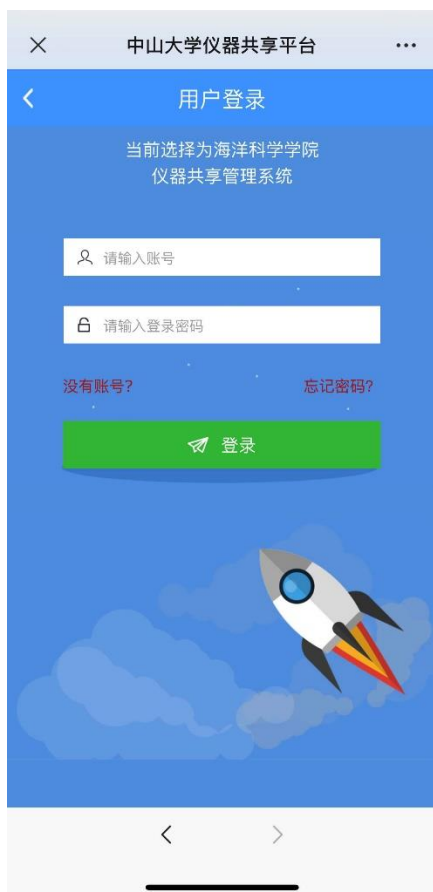 中山大学仪器共享平台
用户登录
当前选择为海洋科学学院
仪器共享管理系统
请输入账号
请输入登录密码
没有账号? 忘记密码?
登录